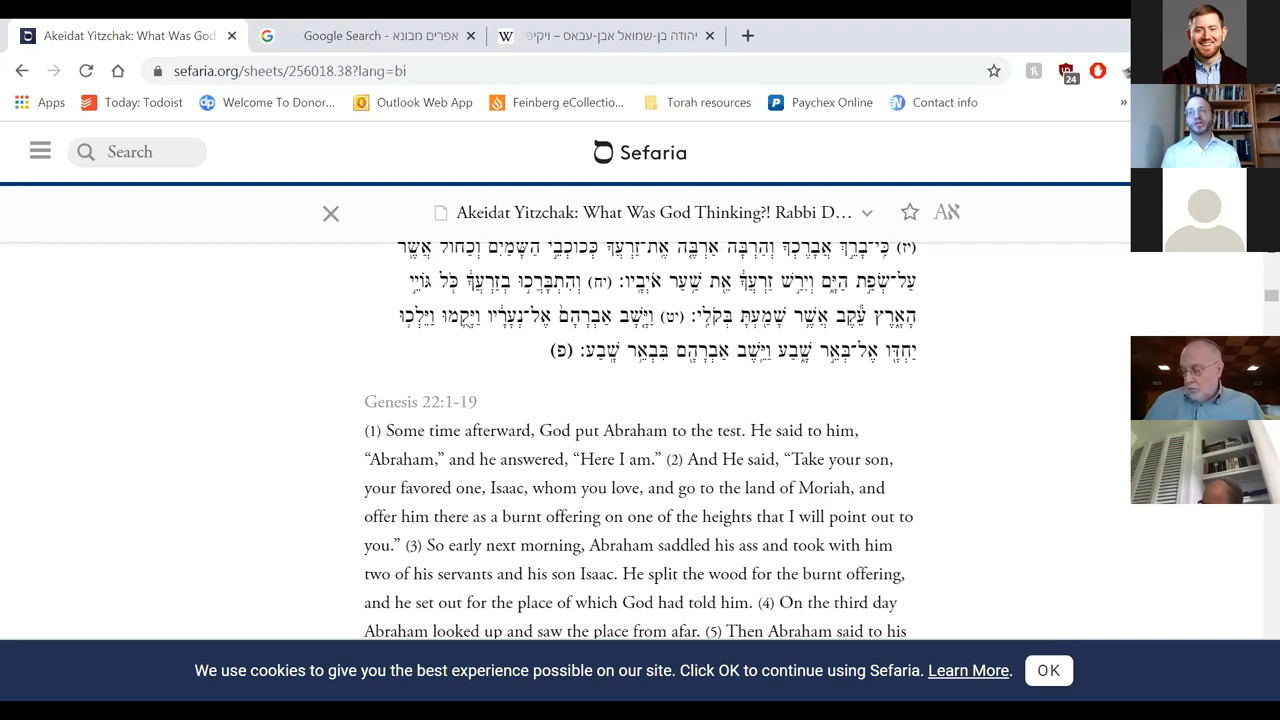 Akeidat Yitzchak: What Was God
Google Search - אפרים מבונא
יהודה בן-שמואל אבן-עבאס – ויקיפ
sefaria.org/sheets/256018.38?lang=bi
24
Apps
Today: Todoist
Welcome To Donor...
Outlook Web App
Feinberg eCollectio...
Torah resources
Paychex Online
Contact info
»
Search
Sefaria
Akeidat Yitzchak: What Was God Thinking?! Rabbi D...
(יז) כִּֽי־בָרֵ֣ךְ אֲבָרֶכְךָ֗ וְהַרְבָּ֨ה אַרְבֶּ֤ה אֶֽת־זַרְעֲךָ֙ כְּכוֹכְבֵ֣י הַשָּׁמַ֔יִם וְכַח֕וֹל אֲשֶׁ֖ר
עַל־שְׂפַ֣ת הַיָּ֑ם וְיִרַ֣שׁ זַרְעֲךָ֔ אֵ֖ת שַׁ֥עַר אֹיְבָֽיו׃ (יח) וְהִתְבָּרֲכ֣וּ בְזַרְעֲךָ֔ כֹּ֖ל גּוֹיֵ֣י
הָאָ֑רֶץ עֵ֕קֶב אֲשֶׁ֥ר שָׁמַ֖עְתָּ בְּקֹלִֽי׃ (יט) וַיָּ֤שׇׁב אַבְרָהָם֙ אֶל־נְעָרָ֔יו וַיָּקֻ֛מוּ וַיֵּלְכ֥וּ
יַחְדָּ֖ו אֶל־בְּאֵ֣ר שָׁ֑בַע וַיֵּ֥שֶׁב אַבְרָהָ֖ם בִּבְאֵ֥ר שָֽׁבַע׃ (פ)
Genesis 22:1-19
(1) Some time afterward, God put Abraham to the test. He said to him,
“Abraham,” and he answered, “Here I am.” (2) And He said, “Take your son,
your favored one, Isaac, whom you love, and go to the land of Moriah, and
offer him there as a burnt offering on one of the heights that I will point out to
you.” (3) So early next morning, Abraham saddled his ass and took with him
two of his servants and his son Isaac. He split the wood for the burnt offering,
and he set out for the place of which God had told him. (4) On the third day
Abraham looked up and saw the place from afar. (5) Then Abraham said to his
We use cookies to give you the best experience possible on our site. Click OK to continue using Sefaria. Learn More.
OK